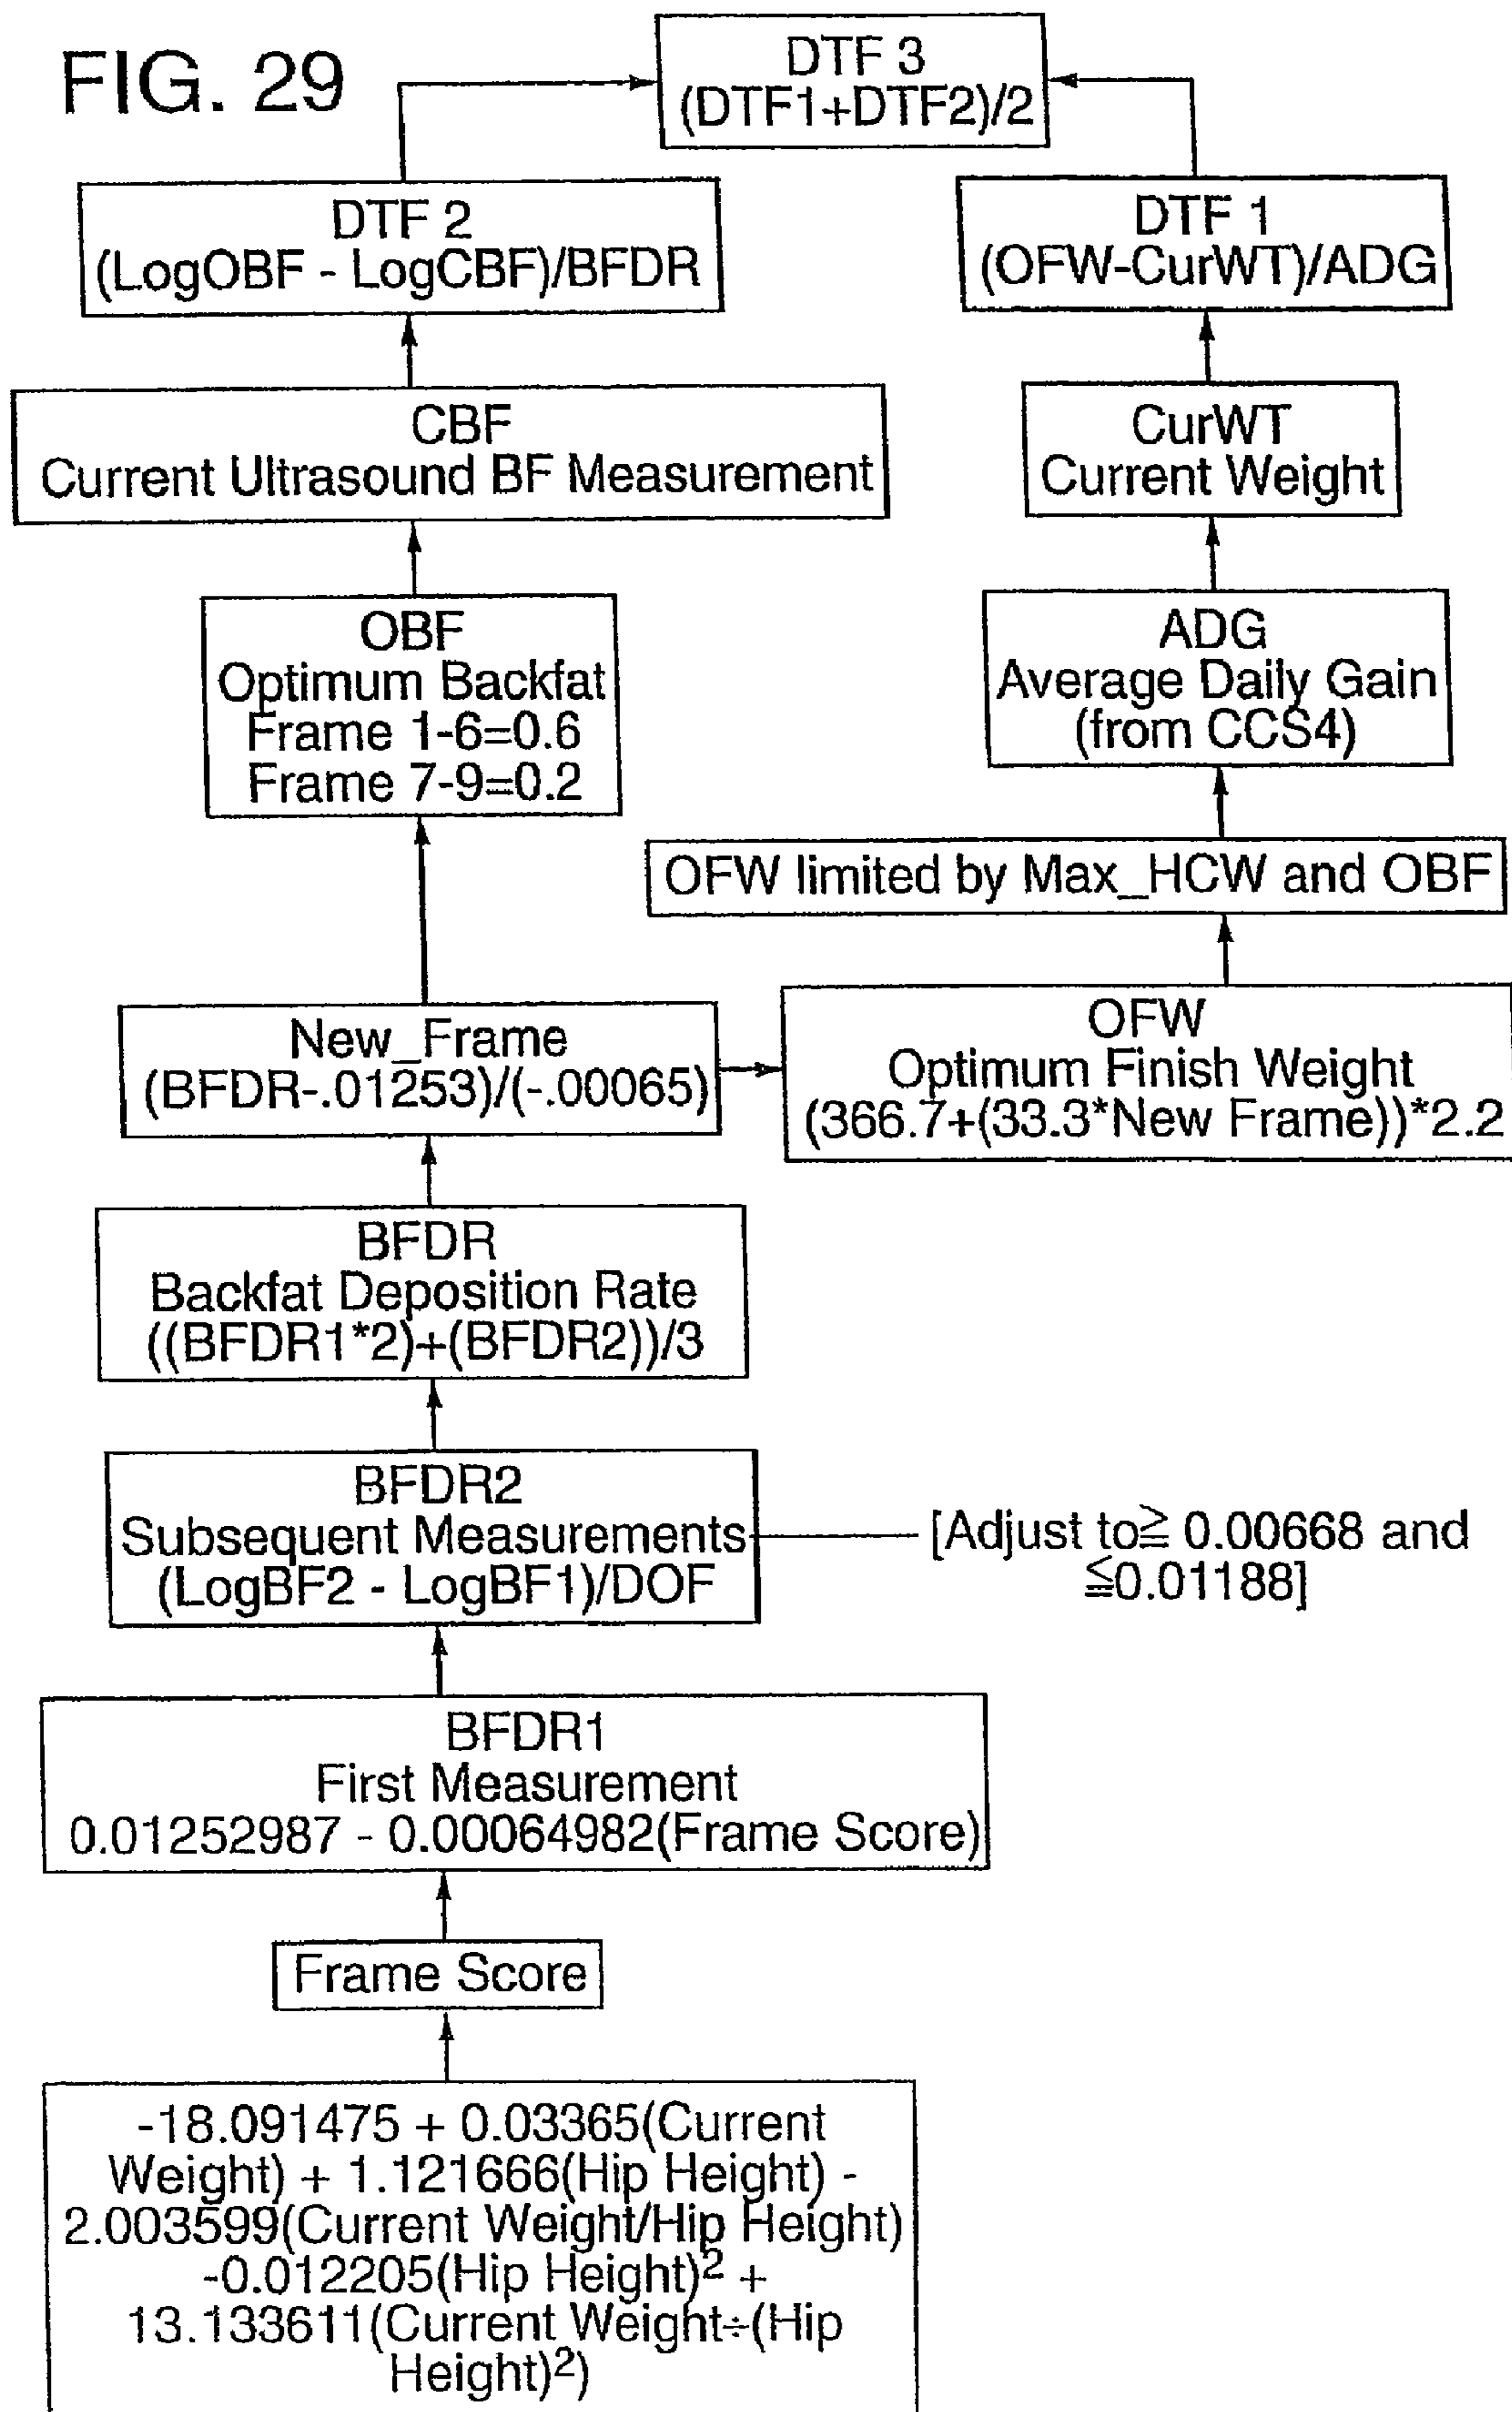 FIG. 29
DTF 3
(DTF1+DTF2)/2
DTF 2
(LogOBF - LogCBF)/BFDR
DTF 1
(OFW-CurWT)/ADG
CBF
Current Ultrasound BF Measurement
CurWT
Current Weight
OBF
Optimum Backfat
Frame 1-6=0.6
Frame 7-9=0.2
ADG
Average Daily Gain
(from CCS4)
OFW limited by Max_HCW and OBF
New_Frame
(BFDR-.01253)/(-.00065)
OFW
Optimum Finish Weight
(366.7+(33.3*New Frame))*2.2
BFDR
Backfat Deposition Rate
((BFDR1*2)+(BFDR2))/3
BFDR2
Subsequent Measurements
(LogBF2 - LogBF1)/DOF
[Adjust to≧ 0.00668 and
≦0.01188]
BFDR1
First Measurement
0.01252987 - 0.00064982(Frame Score)
Frame Score
-18.091475 + 0.03365(Current
Weight) + 1.121666(Hip Height) -
2.003599(Current Weight/Hip Height)
-0.012205(Hip Height)² +
13.133611(Current Weight÷(Hip
Height)²)